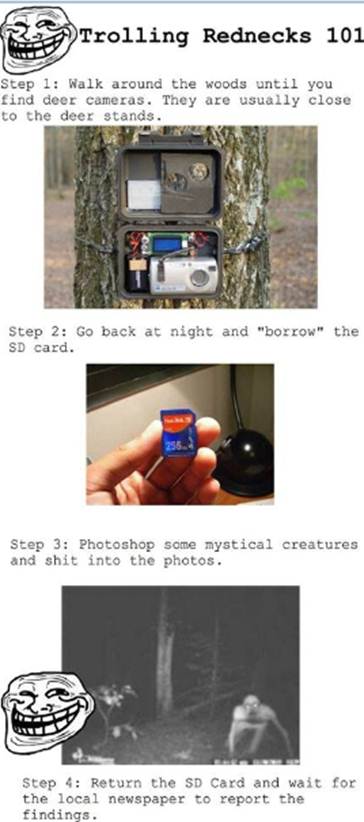 Trolling Rednecks 101
Step 1: Walk around the woods until you
find deer cameras. They are usually close
to the deer stands.
Step 2: Go back at night and "borrow" the
SD card.
SanDisk
256
Step 3: Photoshop some mystical creatures
and shit into the photos.
Step 4: Return the SD Card and wait for
the local newspaper to report the
findings.